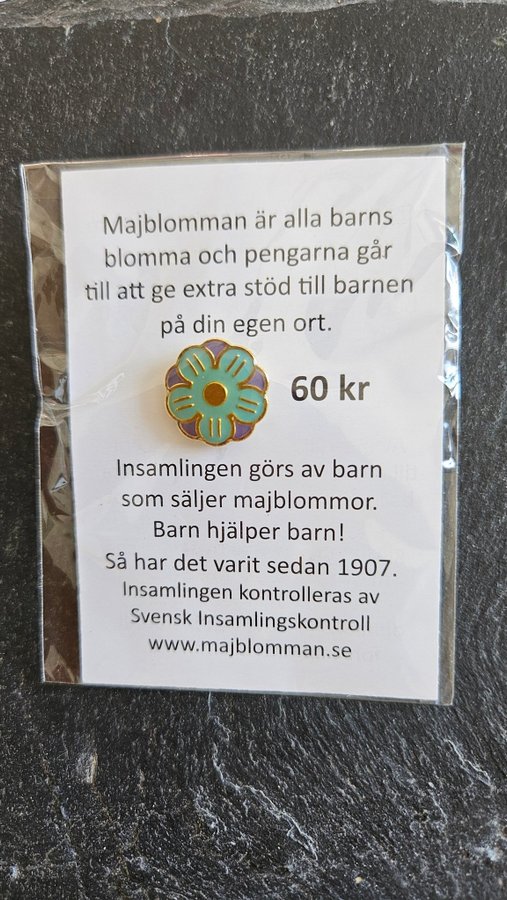 Majblomman är alla barns
blomma och pengarna går
till att ge extra stöd till barnen
på din egen ort.
60 kr
Insamlingen görs av barn
som säljer majblommor.
Barn hjälper barn!
Så har det varit sedan 1907.
Insamlingen kontrolleras av
Svensk Insamlingskontroll
www.majblomman.se